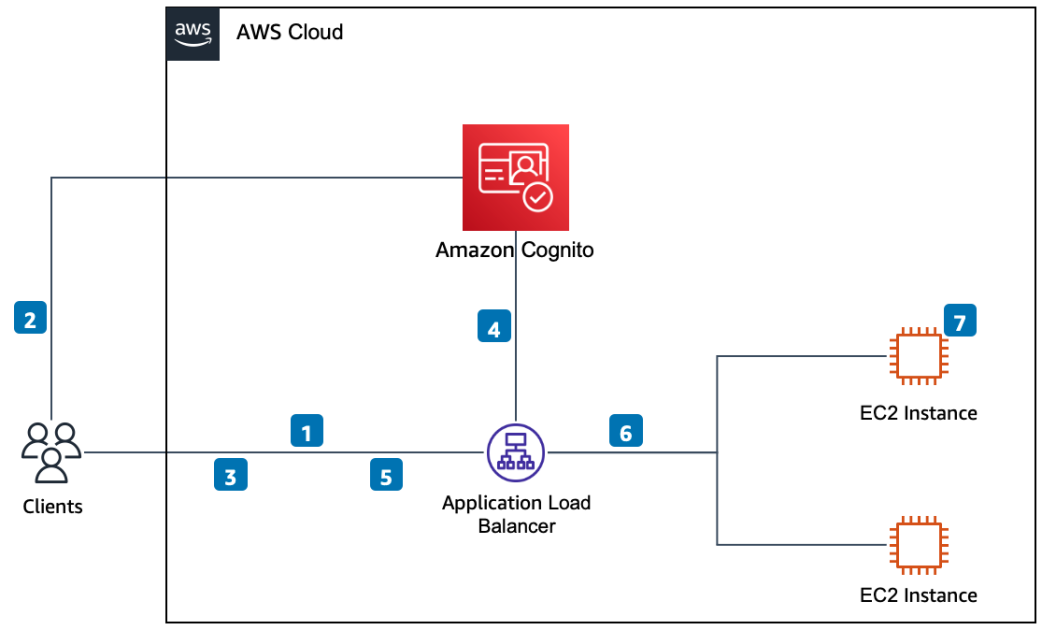 aws
AWS Cloud
Amazon Cognito
2
4
7
EC2 Instance
1
6
3
5
Clients
Application Load
Balancer
EC2 Instance